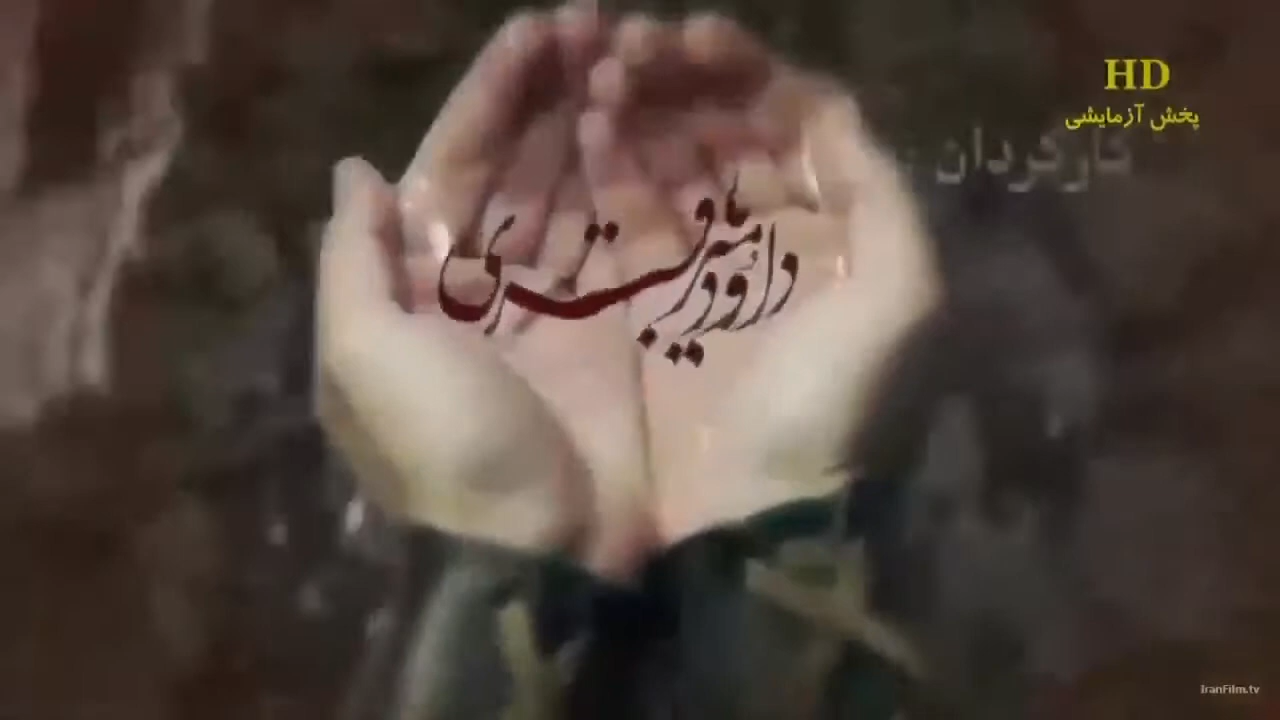 HD
پخش آزمایشی
کارگردان :
داوود میرباقری
IranFilm.tv